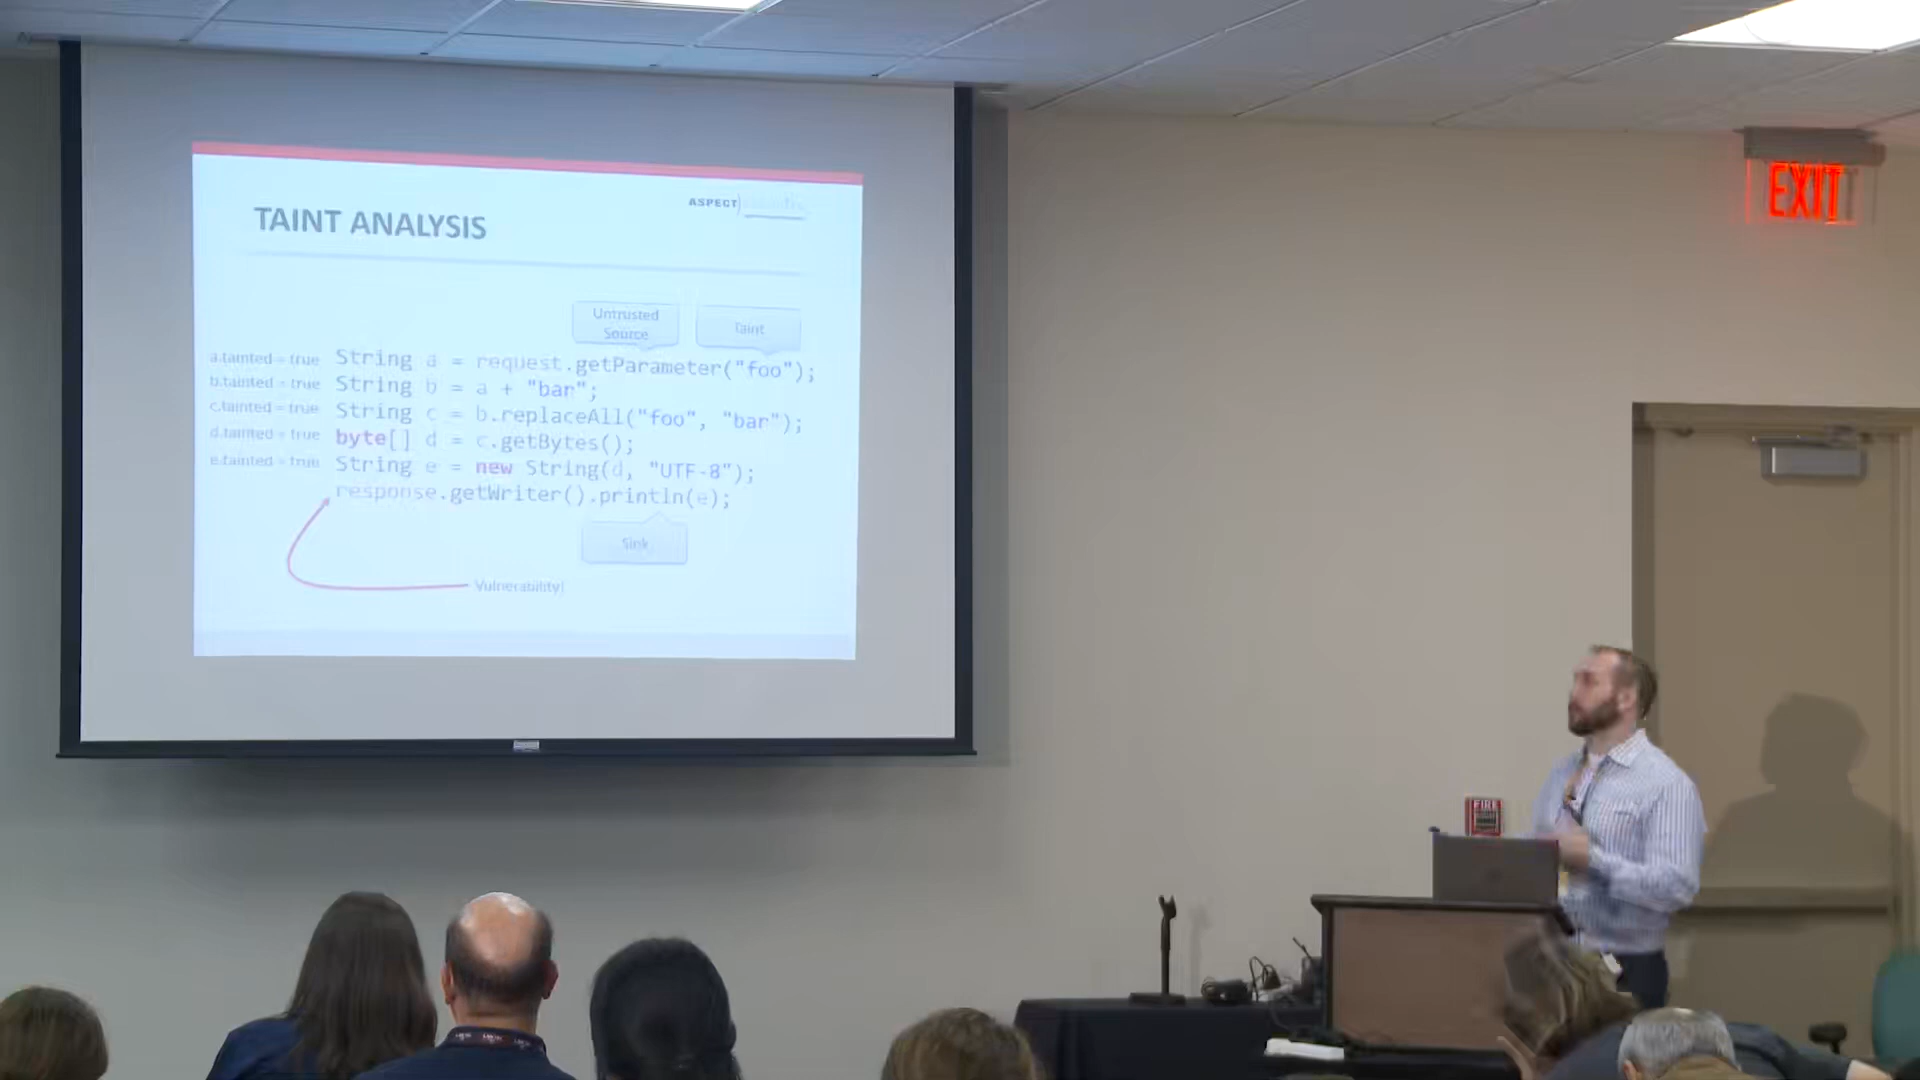 EXIT
ASPECT
TAINT ANALYSIS
Untrusted
Source
Taint
a.tainted = true String a = request.getParameter("foo");
b.tainted = true String b = a + "bar";
c.tainted = true String c = b.replaceAll("foo", "bar");
d.tainted = true byte[] d = c.getBytes();
e.tainted = true String e = new String(d, "UTF-8");
response.getWriter().println(e);
Sink
Vulnerability!
FIRE